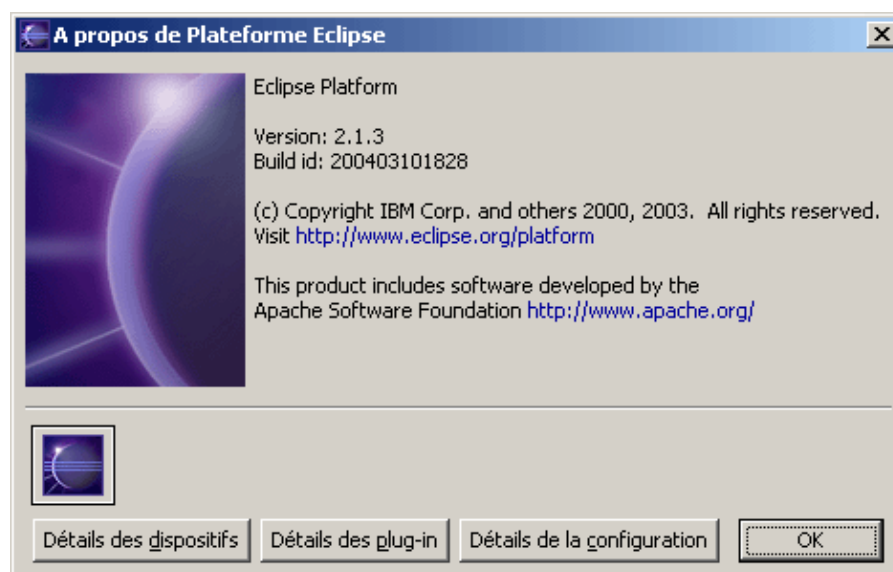 A propos de Plateforme Eclipse
Eclipse Platform
Version: 2.1.3
Build id: 200403101828
(c) Copyright IBM Corp. and others 2000, 2003.  All rights reserved.
Visit http://www.eclipse.org/platform
This product includes software developed by the
Apache Software Foundation http://www.apache.org/
Détails des dispositifs
Détails des plug-in
Détails de la configuration
OK